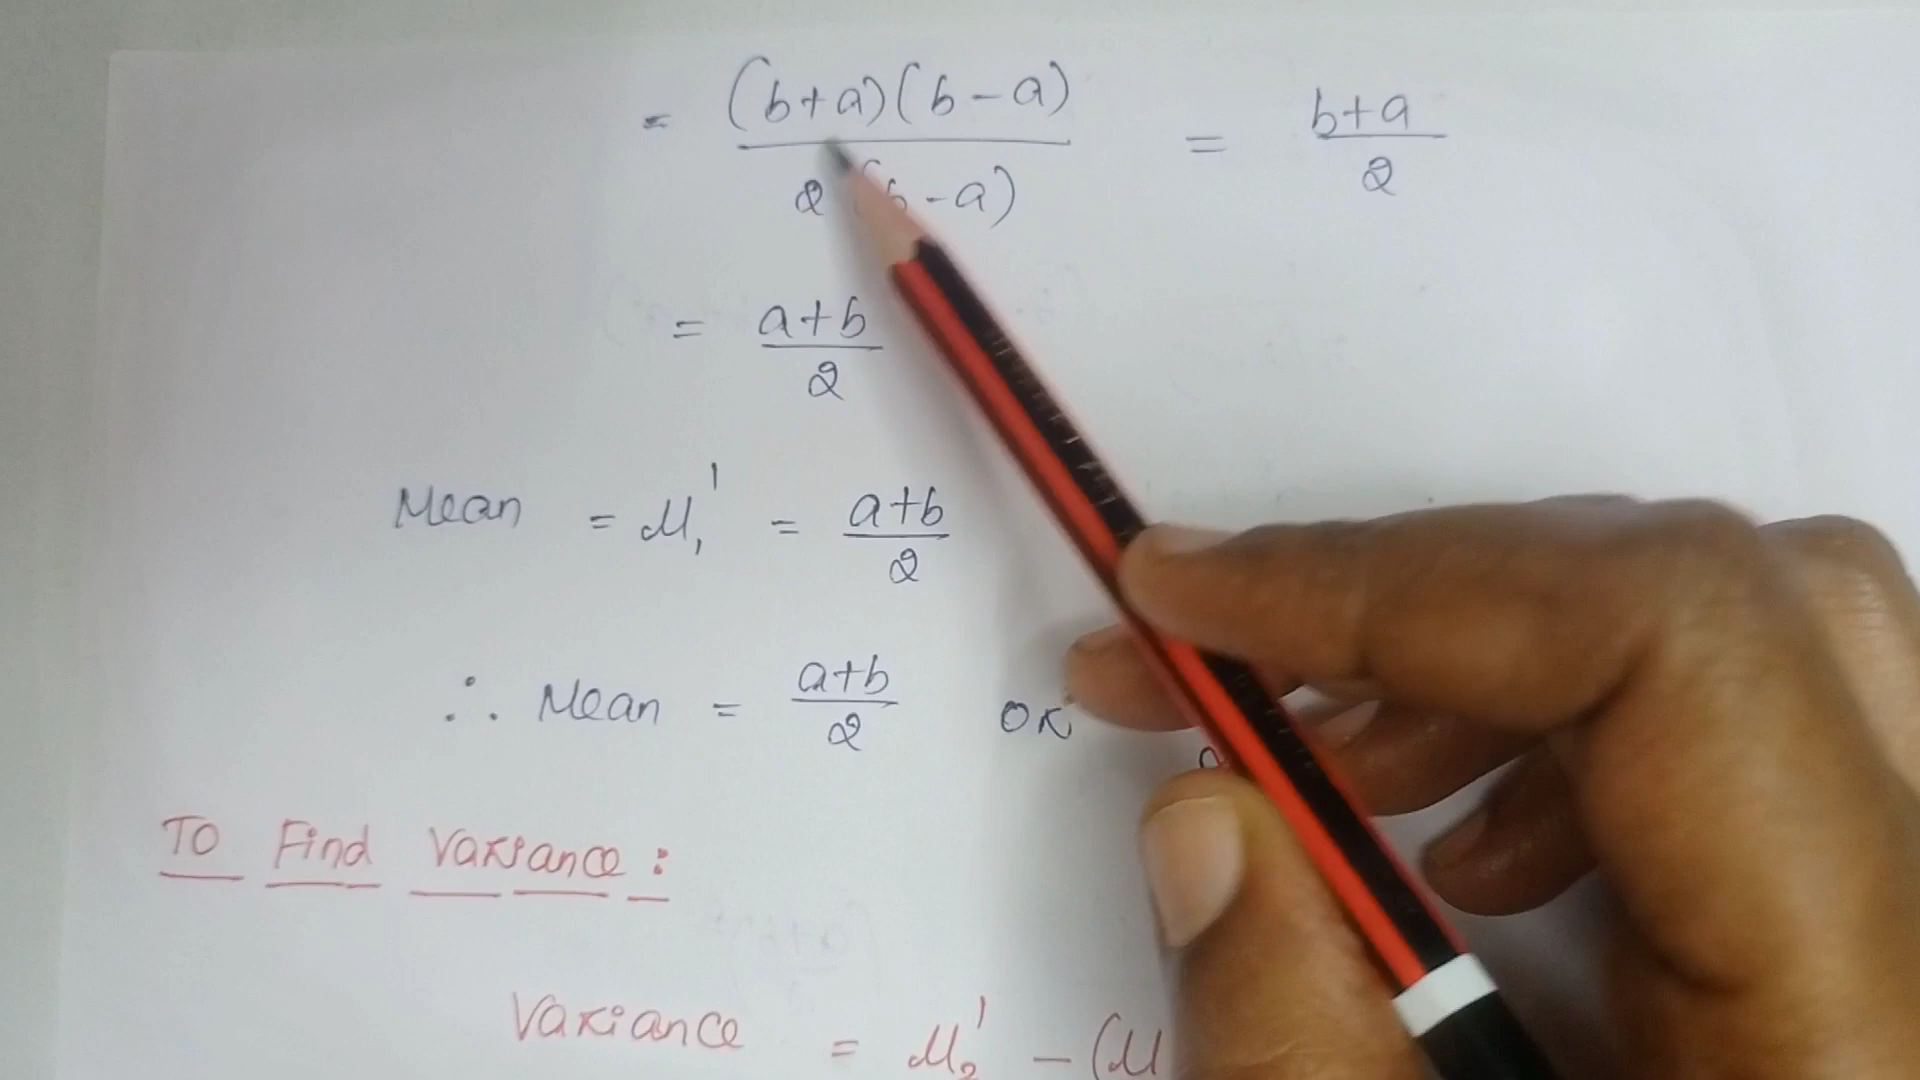 = (b+a)(b-a) / 2(b-a) = b+a / 2
= a+b / 2
Mean = μ₁' = a+b / 2
∴ Mean = a+b / 2 or
To Find Variance:
Variance = μ₂' - (μ